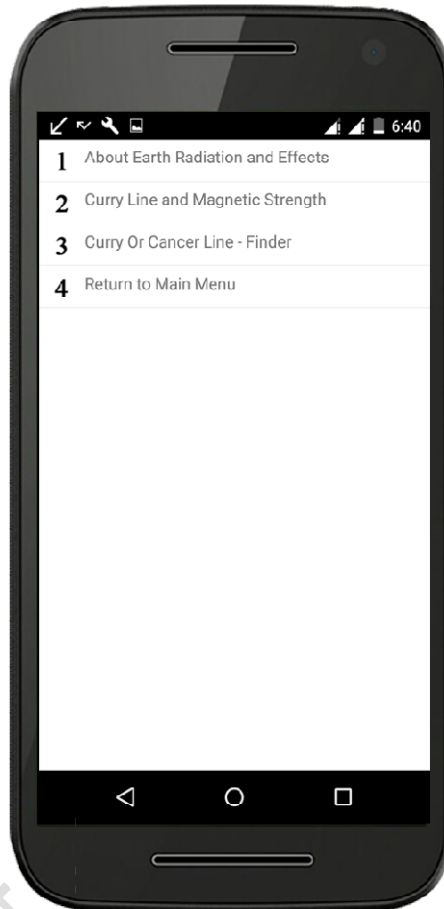 6:40
1 About Earth Radiation and Effects
2 Curry Line and Magnetic Strength
3 Curry Or Cancer Line - Finder
4 Return to Main Menu